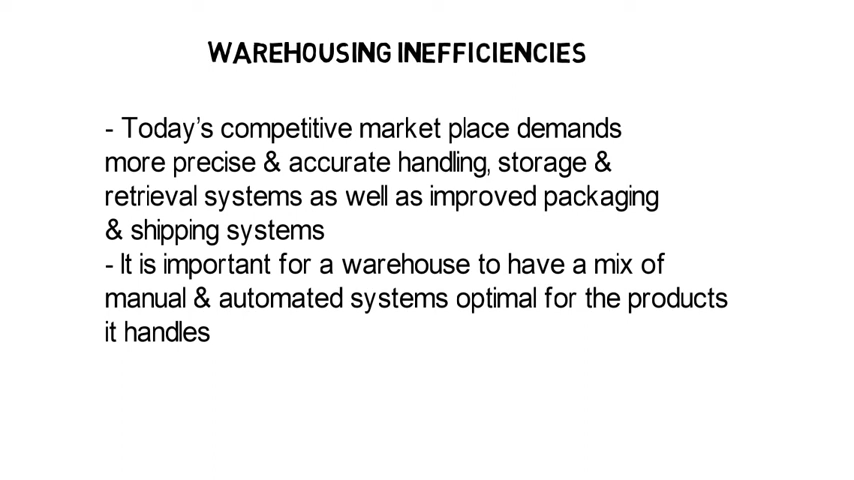 WAREHOUSING INEFFICIENCIES
- Today's competitive market place demands
more precise & accurate handling, storage &
retrieval systems as well as improved packaging
& shipping systems
- It is important for a warehouse to have a mix of
manual & automated systems optimal for the products
it handles